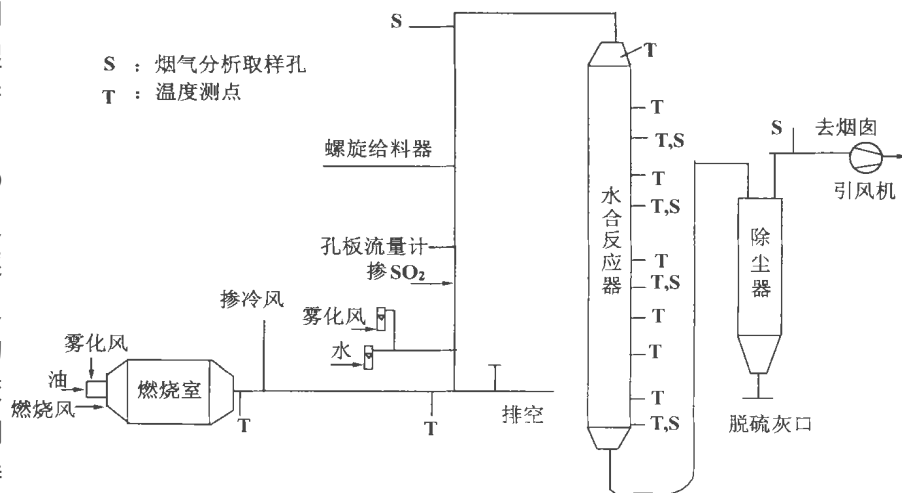 S ：烟气分析取样孔
T ：温度测点
S
螺旋给料器
孔板流量计
掺SO₂
掺冷风
雾化风
水
雾化风
油
燃烧风
燃烧室
T
T
排空
水合反应器
T
T
T,S
T
T,S
T
T,S
T
T
T
T,S
除尘器
脱硫灰口
S
去烟囱
引风机